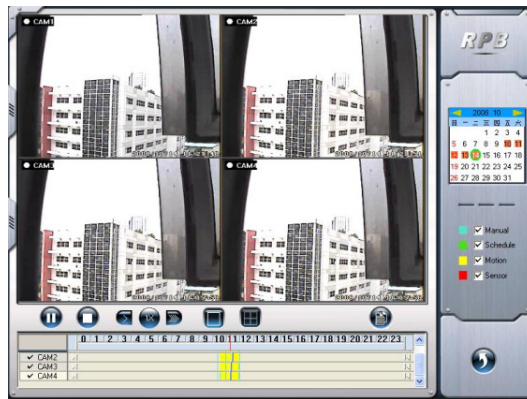 CAM1
CAM2
CAM3
CAM4
RPB
2008 10
日 一 二 三 四 五 六
1 2 3 4
5 6 7 8 9 10 11
12 13 14 15 16 17 18
19 20 21 22 23 24 25
26 27 28 29 30 31
Manual
Schedule
Motion
Sensor
1X
0 1 2 3 4 5 6 7 8 9 10 11 12 13 14 15 16 17 18 19 20 21 22 23
CAM2
CAM3
CAM4